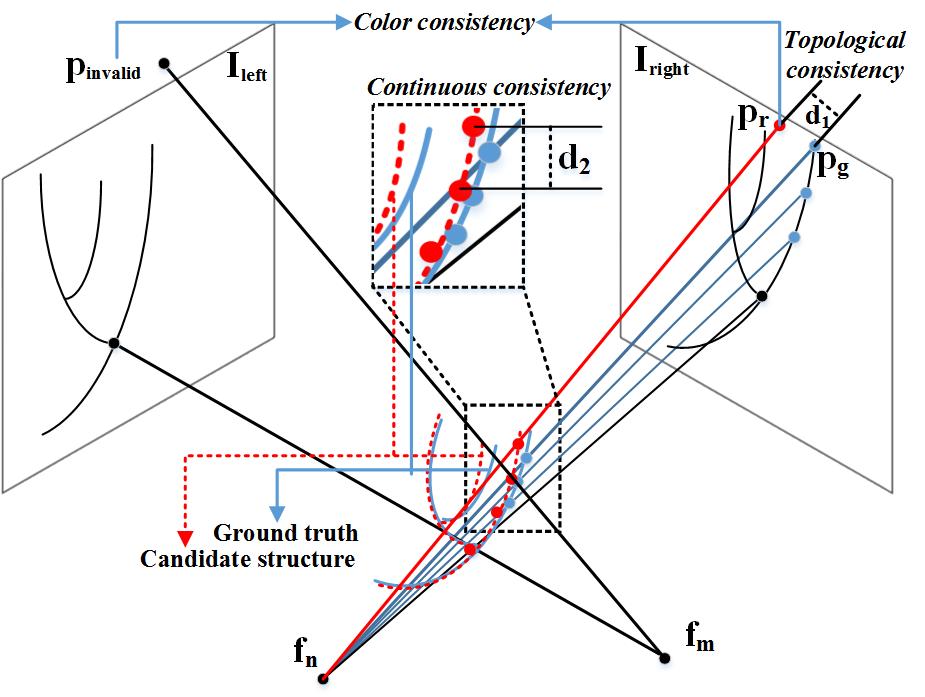 Color consistency
p_invalid
I_left
I_right
Topological
consistency
Continuous consistency
p_r
d_1
p_g
d_2
Ground truth
Candidate structure
f_n
f_m